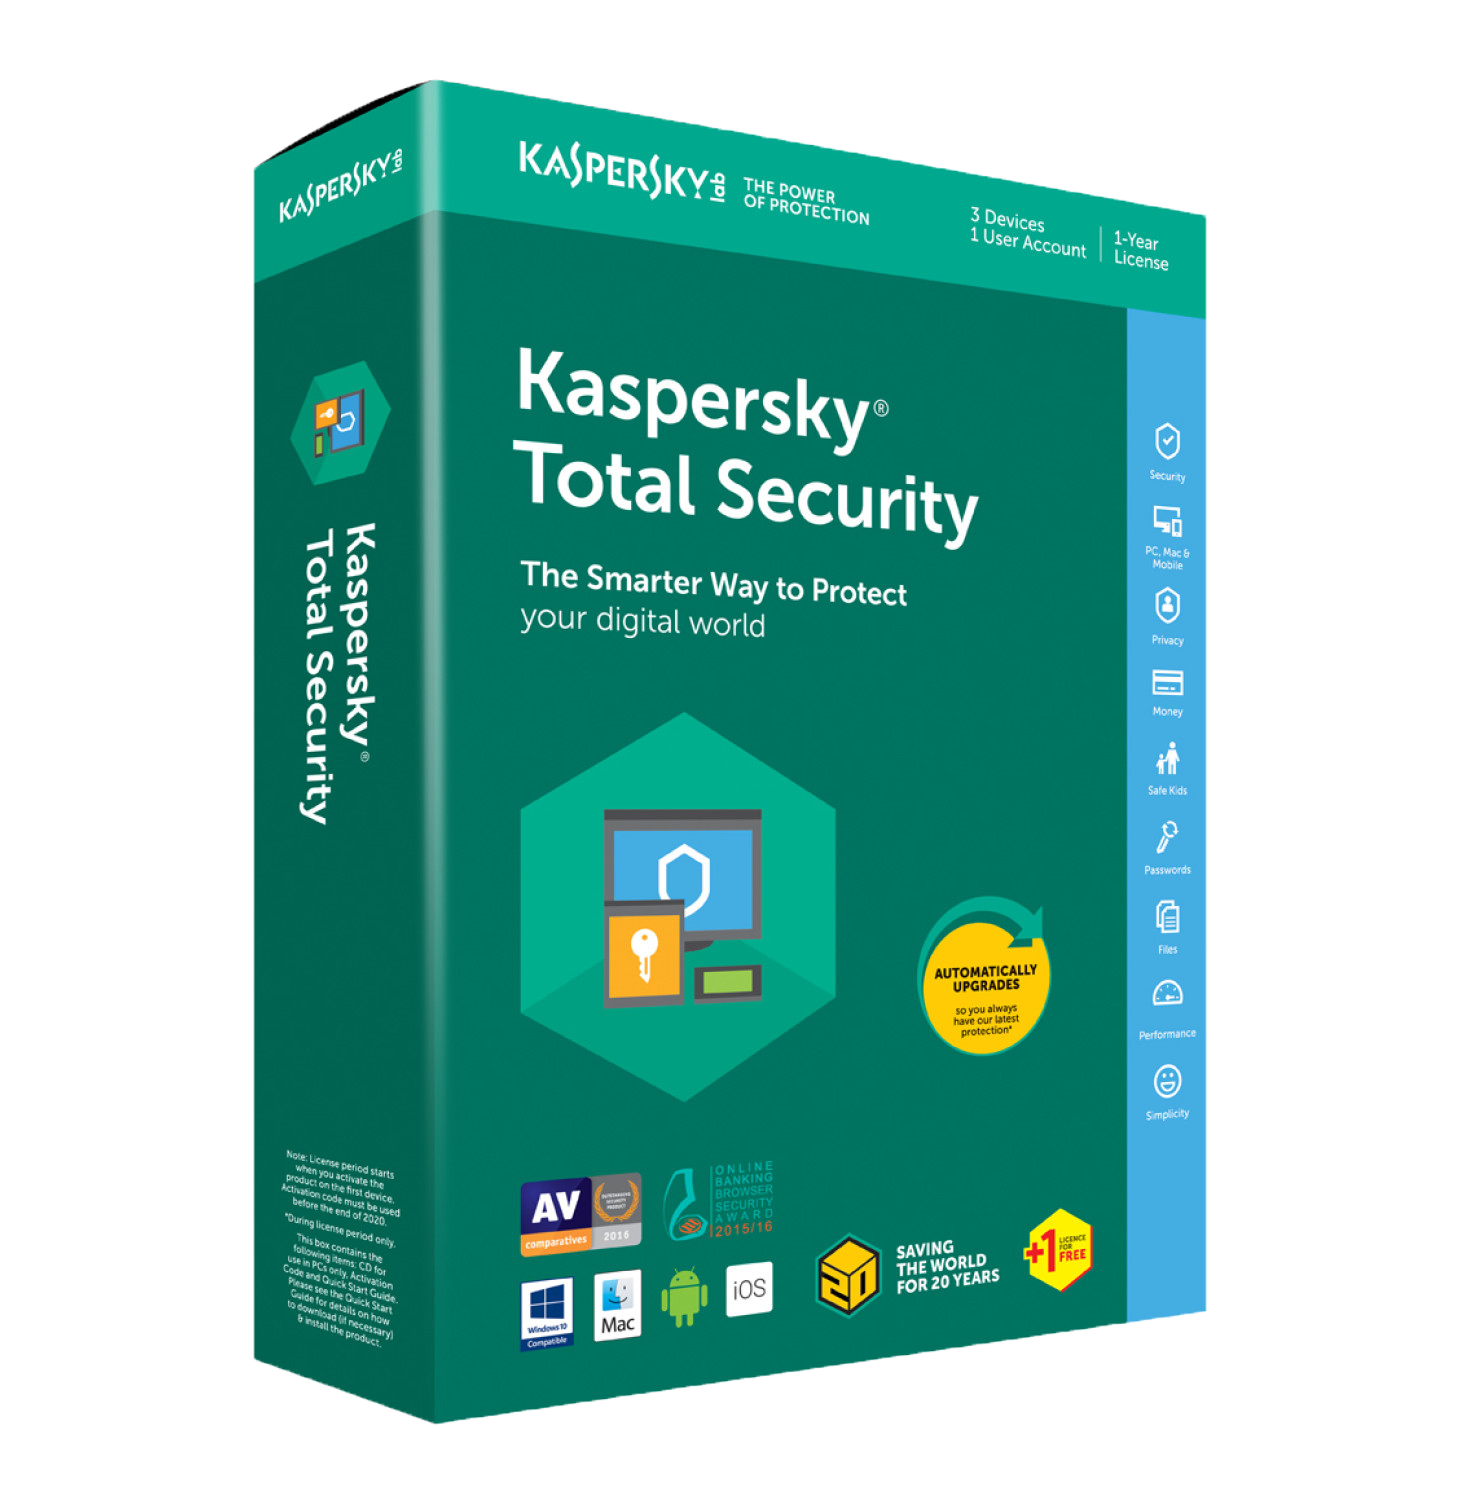 KASPERSKY lab
Kaspersky®
Total Security
Note: License period starts
when you activate the
product on the first device.
Activation code must be used
before the end of 2020.
*During license period only.
This box contains the
following items: CD for
use in PCs only, Activation
Code and Quick Start Guide.
Please see the Quick Start
Guide for details on how
to download (if necessary)
& install the product.
KASPERSKY lab
THE POWER
OF PROTECTION
3 Devices
1 User Account
1-Year
License
Kaspersky®
Total Security
The Smarter Way to Protect
your digital world
AUTOMATICALLY
UPGRADES
so you always
have our latest
protection*
AV
comparatives
OUTSTANDING
SECURITY
PRODUCT
2016
ONLINE
BANKING
BROWSER
SECURITY
AWARD
2015/16
Windows 10
Compatible
Mac
iOS
20
SAVING
THE WORLD
FOR 20 YEARS
+1
LICENCE
FOR
FREE
Security
PC, Mac &
Mobile
Privacy
Money
Safe Kids
Passwords
Files
Performance
Simplicity